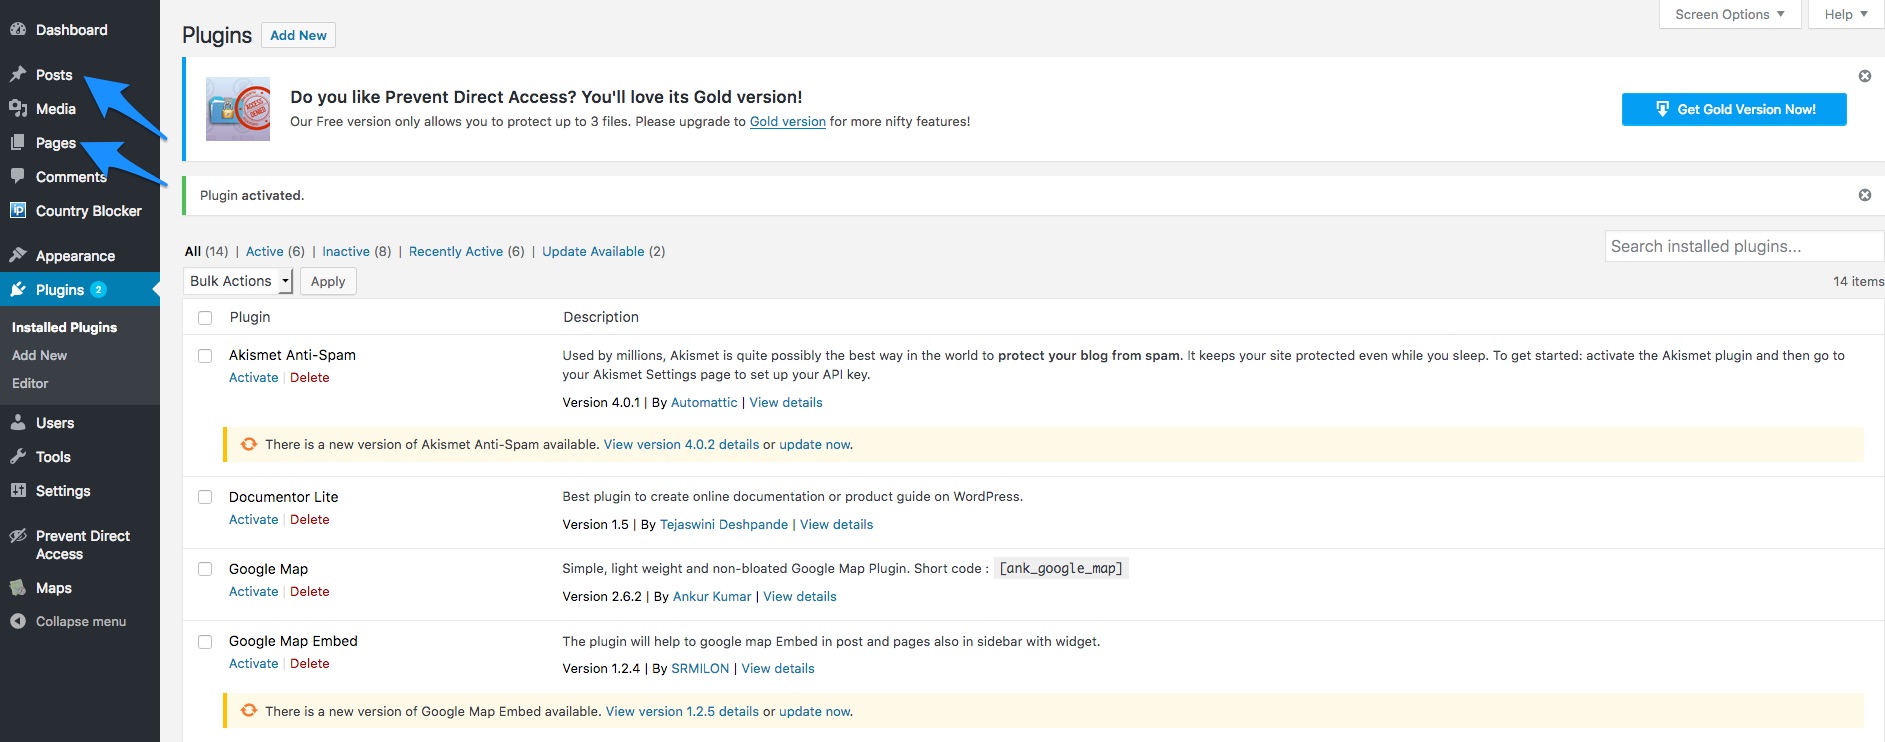 Dashboard
Posts
Media
Pages
Comments
Country Blocker
Appearance
Plugins 2
Installed Plugins
Add New
Editor
Users
Tools
Settings
Prevent Direct
Access
Maps
Collapse menu
Screen Options
Help
Plugins Add New
ACCESS
DENIED
Do you like Prevent Direct Access? You'll love its Gold version!
Our Free version only allows you to protect up to 3 files. Please upgrade to Gold version for more nifty features!
Get Gold Version Now!
Plugin activated.
All (14) | Active (6) | Inactive (8) | Recently Active (6) | Update Available (2)
Search installed plugins...
Bulk Actions Apply
14 items
Plugin Description
Akismet Anti-Spam
Activate | Delete
Used by millions, Akismet is quite possibly the best way in the world to protect your blog from spam. It keeps your site protected even while you sleep. To get started: activate the Akismet plugin and then go to
your Akismet Settings page to set up your API key.
Version 4.0.1 | By Automattic | View details
There is a new version of Akismet Anti-Spam available. View version 4.0.2 details or update now.
Documentor Lite
Activate | Delete
Best plugin to create online documentation or product guide on WordPress.
Version 1.5 | By Tejaswini Deshpande | View details
Google Map
Activate | Delete
Simple, light weight and non-bloated Google Map Plugin. Short code : [ank_google_map]
Version 2.6.2 | By Ankur Kumar | View details
Google Map Embed
Activate | Delete
The plugin will help to google map Embed in post and pages also in sidebar with widget.
Version 1.2.4 | By SRMILON | View details
There is a new version of Google Map Embed available. View version 1.2.5 details or update now.